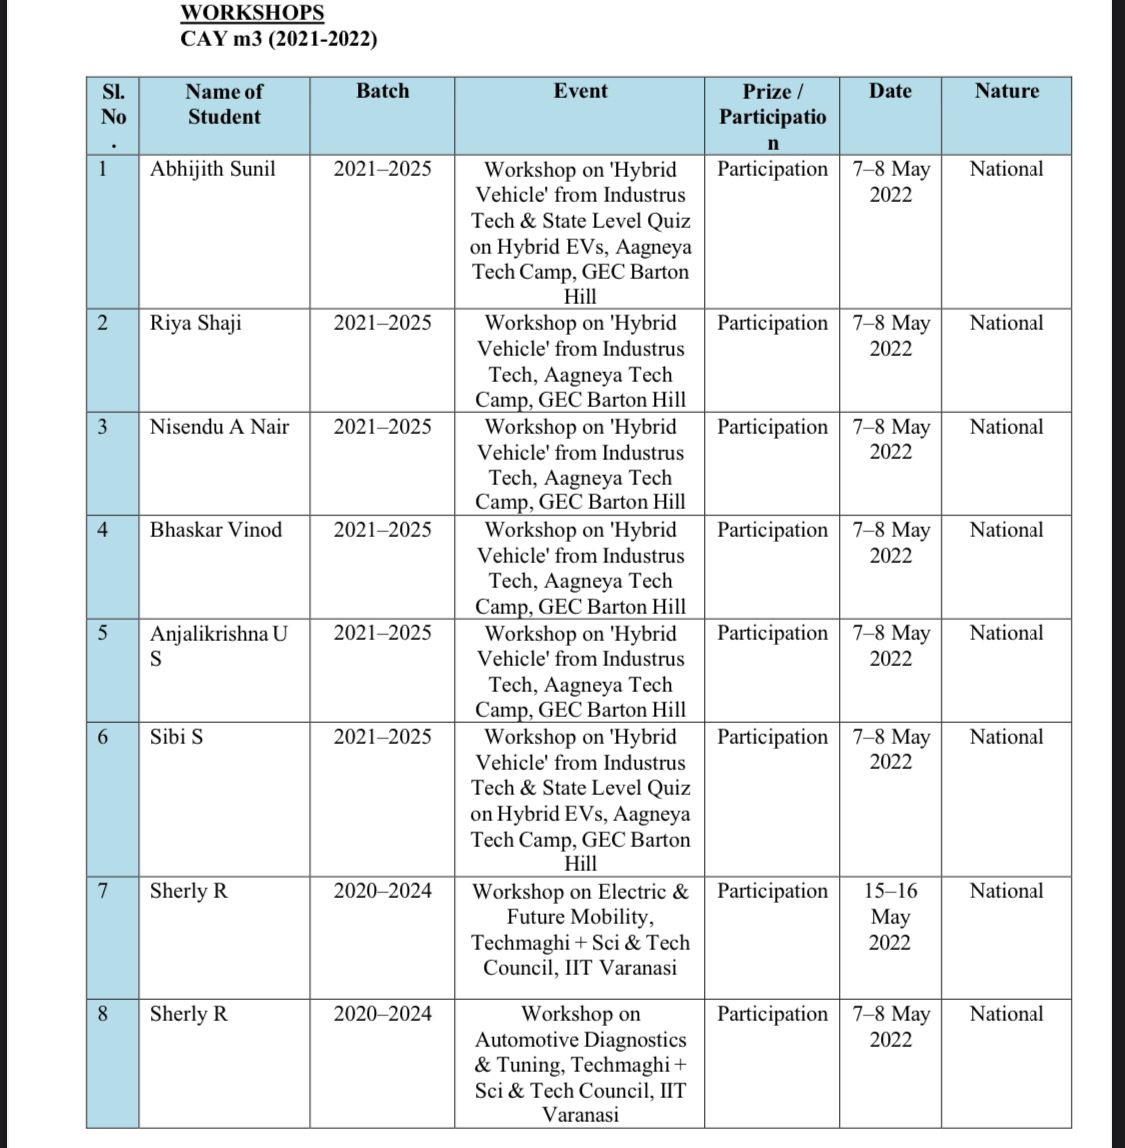 WORKSHOPS
CAY m3 (2021-2022)
Sl. No . Name of Student Batch Event Prize / Participatio n Date Nature
1 Abhijith Sunil 2021–2025 Workshop on 'Hybrid Participation 7–8 May National
Vehicle' from Industrus 2022
Tech & State Level Quiz
on Hybrid EVs, Aagneya
Tech Camp, GEC Barton
Hill
2 Riya Shaji 2021–2025 Workshop on 'Hybrid Participation 7–8 May National
Vehicle' from Industrus 2022
Tech, Aagneya Tech
Camp, GEC Barton Hill
3 Nisendu A Nair 2021–2025 Workshop on 'Hybrid Participation 7–8 May National
Vehicle' from Industrus 2022
Tech, Aagneya Tech
Camp, GEC Barton Hill
4 Bhaskar Vinod 2021–2025 Workshop on 'Hybrid Participation 7–8 May National
Vehicle' from Industrus 2022
Tech, Aagneya Tech
Camp, GEC Barton Hill
5 Anjalikrishna U 2021–2025 Workshop on 'Hybrid Participation 7–8 May National
S Vehicle' from Industrus 2022
Tech, Aagneya Tech
Camp, GEC Barton Hill
6 Sibi S 2021–2025 Workshop on 'Hybrid Participation 7–8 May National
Vehicle' from Industrus 2022
Tech & State Level Quiz
on Hybrid EVs, Aagneya
Tech Camp, GEC Barton
Hill
7 Sherly R 2020–2024 Workshop on Electric & Participation 15–16 National
Future Mobility, May
Techmaghi + Sci & Tech 2022
Council, IIT Varanasi
8 Sherly R 2020–2024 Workshop on Participation 7–8 May National
Automotive Diagnostics 2022
& Tuning, Techmaghi +
Sci & Tech Council, IIT
Varanasi